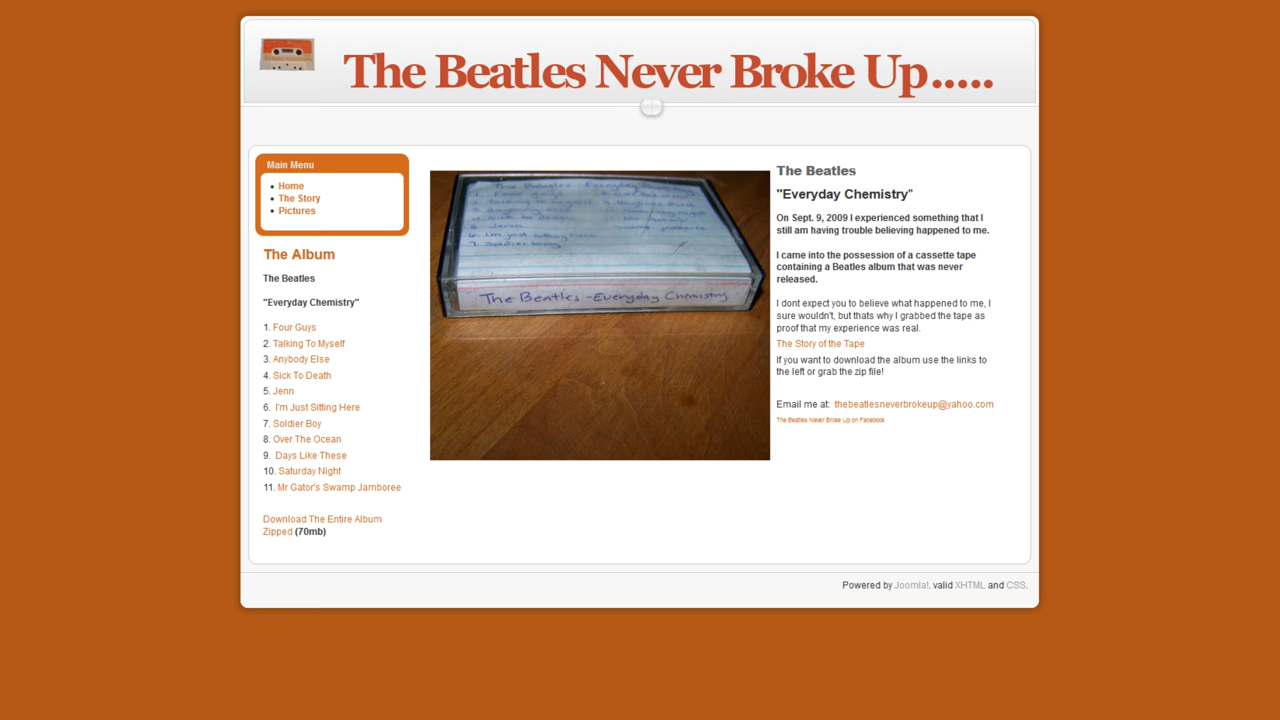 The Beatles Never Broke Up.....
Main Menu
Home
The Story
Pictures
The Album
The Beatles
"Everyday Chemistry"
1. Four Guys
2. Talking To Myself
3. Anybody Else
4. Sick To Death
5. Jenn
6. I'm Just Sitting Here
7. Soldier Boy
8. Over The Ocean
9. Days Like These
10. Saturday Night
11. Mr Gator's Swamp Jamboree
Download The Entire Album
Zipped (70mb)
The Beatles - Everyday Chemistry
The Beatles
"Everyday Chemistry"
On Sept. 9, 2009 I experienced something that I
still am having trouble believing happened to me.
I came into the possession of a cassette tape
containing a Beatles album that was never
released.
I dont expect you to believe what happened to me, I
sure wouldn't, but thats why I grabbed the tape as
proof that my experience was real.
The Story of the Tape
If you want to download the album use the links to
the left or grab the zip file!
Email me at: thebeatlesneverbrokeup@yahoo.com
The Beatles Never Broke Up on Facebook
Powered by Joomla!. valid XHTML and CSS.